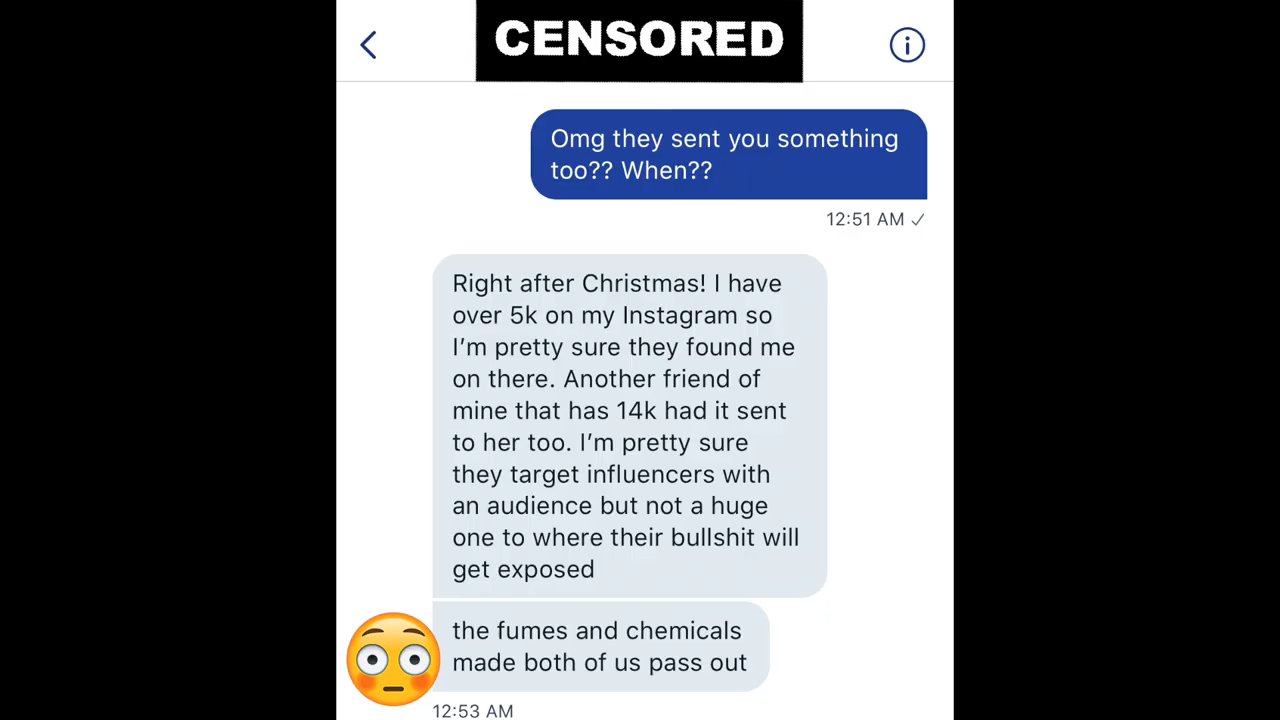 CENSORED
Omg they sent you something
too?? When??
12:51 AM ✓
Right after Christmas! I have
over 5k on my Instagram so
I’m pretty sure they found me
on there. Another friend of
mine that has 14k had it sent
to her too. I’m pretty sure
they target influencers with
an audience but not a huge
one to where their bullshit will
get exposed
the fumes and chemicals
made both of us pass out
12:53 AM